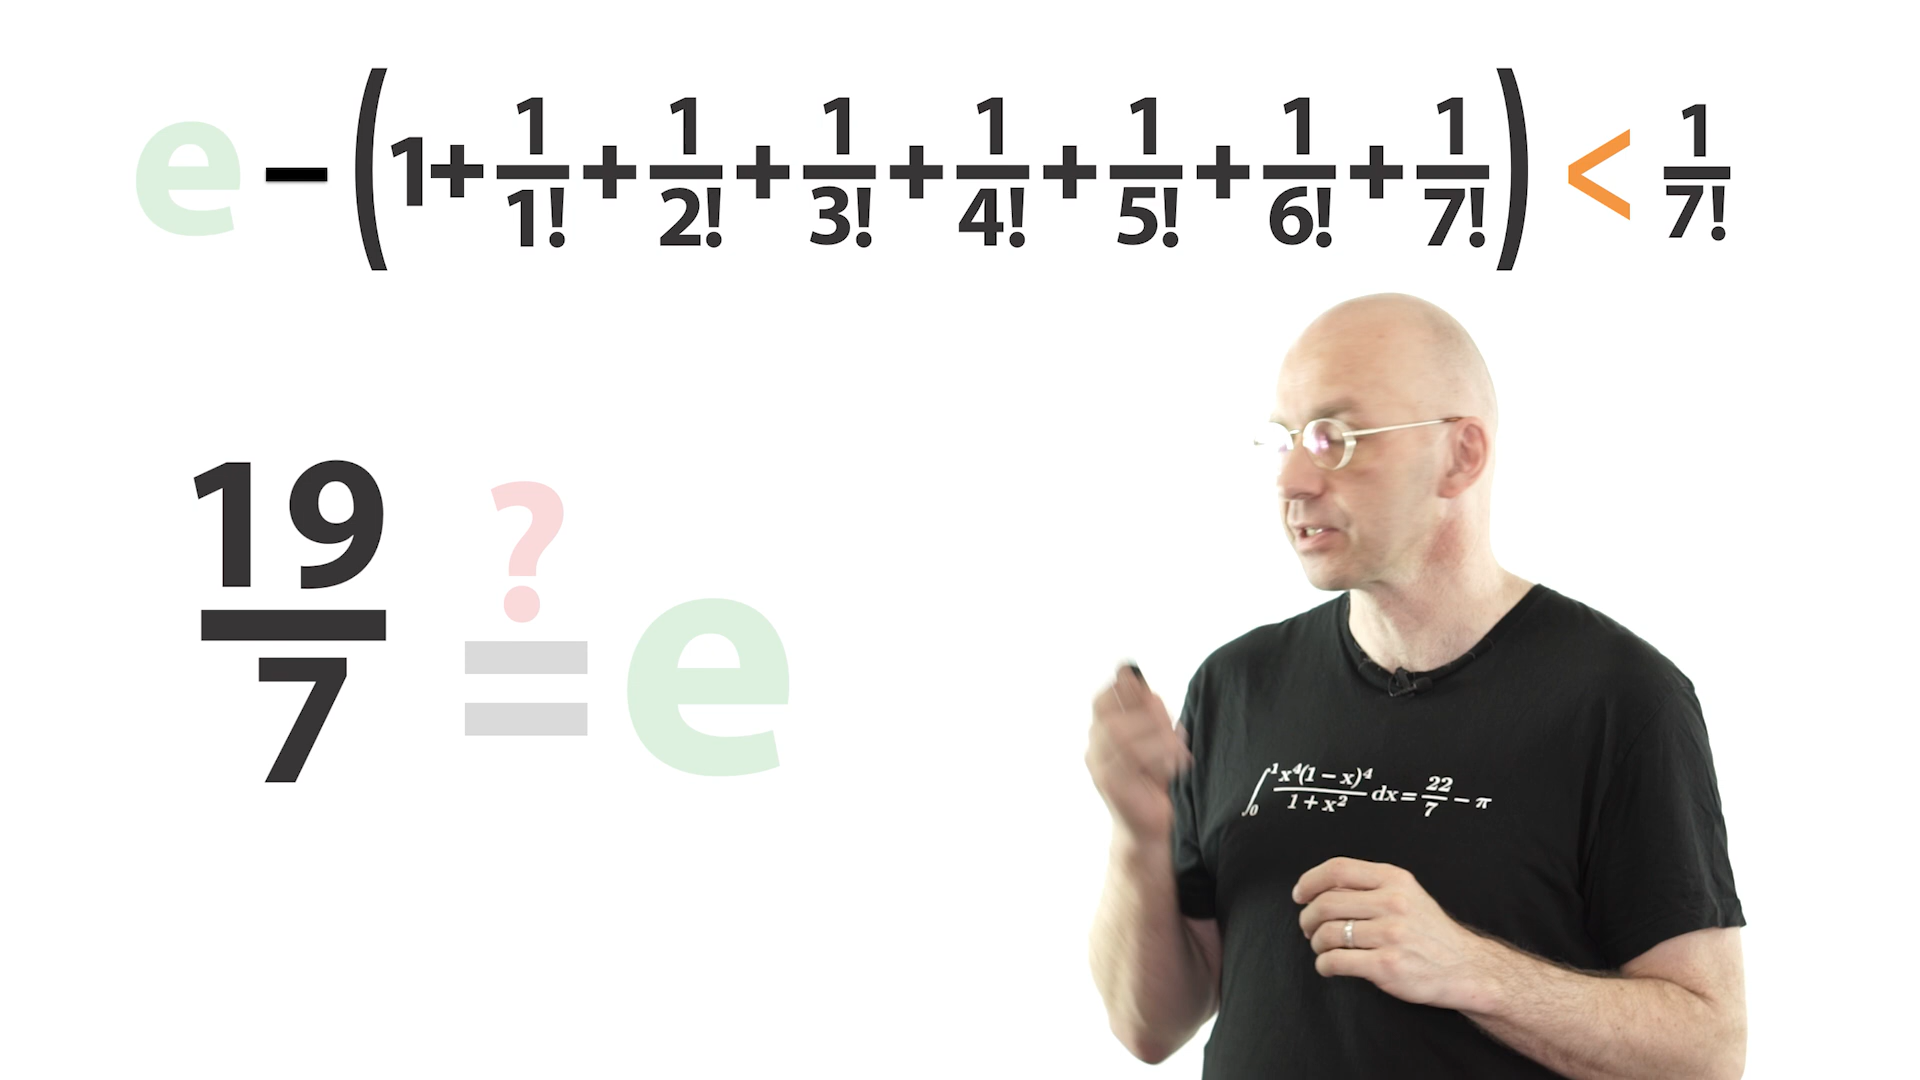 e – (1 + 1/1! + 1/2! + 1/3! + 1/4! + 1/5! + 1/6! + 1/7!) < 1/7!
19/7 =? e
∫₀¹ x⁴(1 – x)⁴/(1 + x²) dx = 22/7 – π